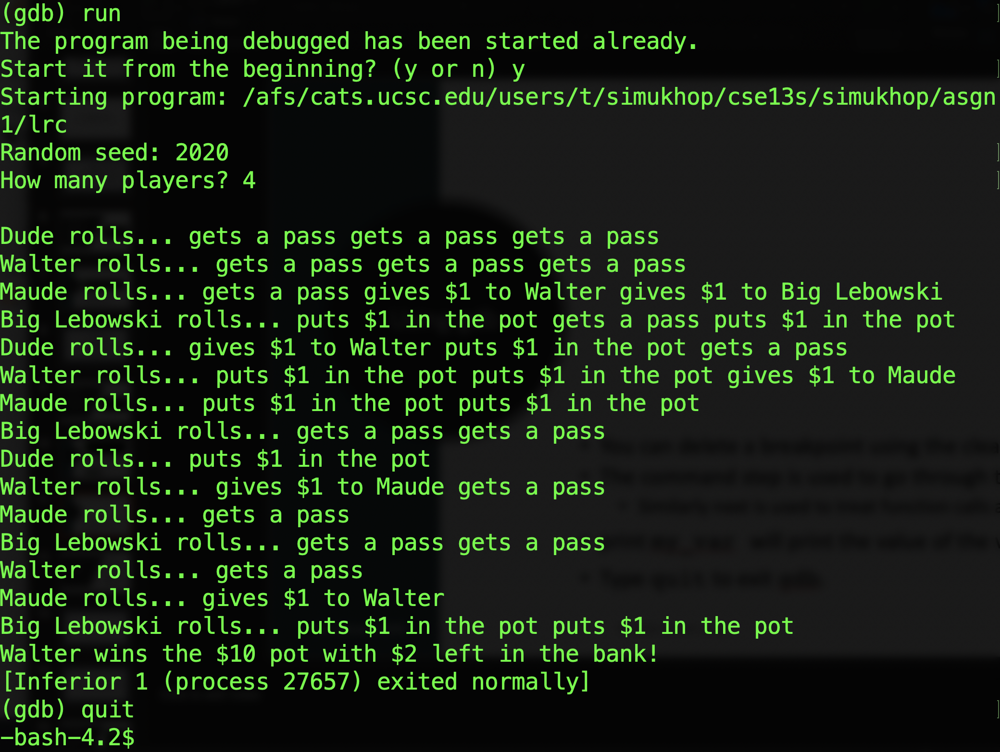 (gdb) run
The program being debugged has been started already.
Start it from the beginning? (y or n) y
Starting program: /afs/cats.ucsc.edu/users/t/simukhop/cse13s/simukhop/asgn
1/lrc
Random seed: 2020
How many players? 4
Dude rolls... gets a pass gets a pass gets a pass
Walter rolls... gets a pass gets a pass gets a pass
Maude rolls... gets a pass gives $1 to Walter gives $1 to Big Lebowski
Big Lebowski rolls... puts $1 in the pot gets a pass puts $1 in the pot
Dude rolls... gives $1 to Walter puts $1 in the pot gets a pass
Walter rolls... puts $1 in the pot puts $1 in the pot gives $1 to Maude
Maude rolls... puts $1 in the pot puts $1 in the pot
Big Lebowski rolls... gets a pass gets a pass
Dude rolls... puts $1 in the pot
Walter rolls... gives $1 to Maude gets a pass
Maude rolls... gets a pass
Big Lebowski rolls... gets a pass gets a pass
Walter rolls... gets a pass
Maude rolls... gives $1 to Walter
Big Lebowski rolls... puts $1 in the pot puts $1 in the pot
Walter wins the $10 pot with $2 left in the bank!
[Inferior 1 (process 27657) exited normally]
(gdb) quit
-bash-4.2$